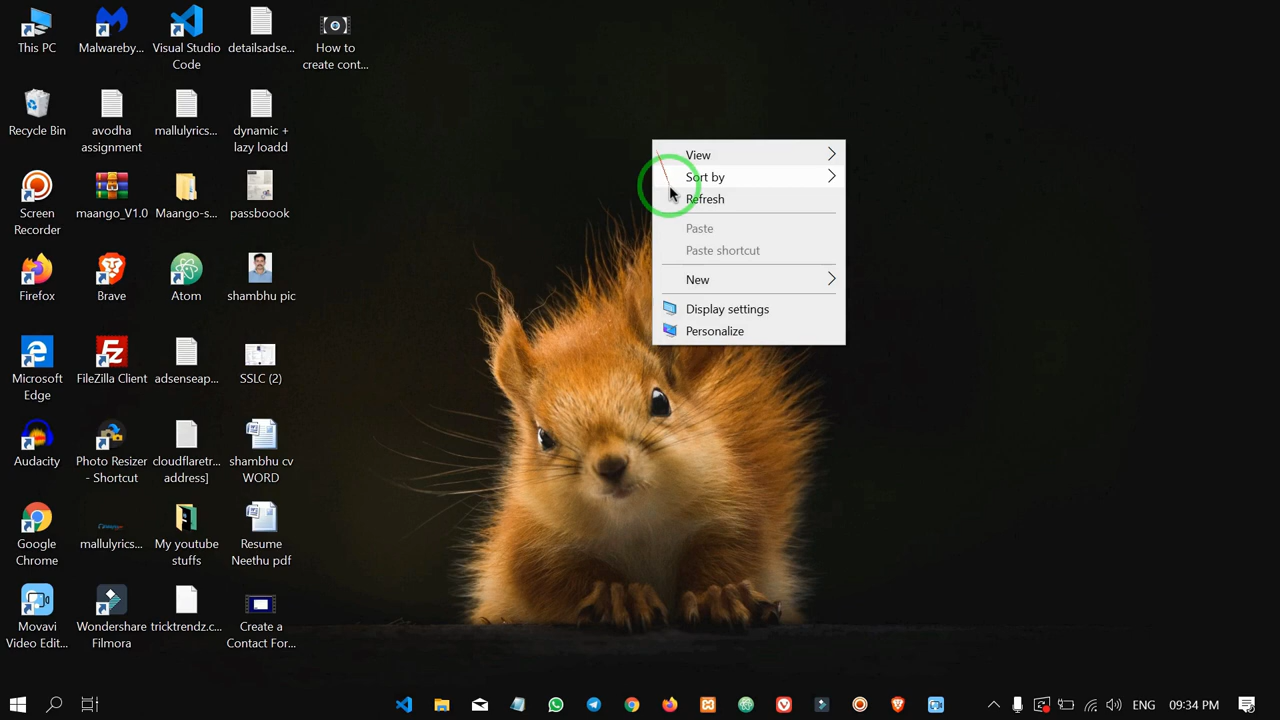 This PC
Malwareby...
Visual Studio
Code
detailsadse...
How to
create cont...
Recycle Bin
avodha
assignment
mallulyrics...
dynamic +
lazy loadd
Screen
Recorder
maango_V1.0
Maango-s...
passboook
Firefox
Brave
Atom
shambhu pic
Microsoft
Edge
FileZilla Client
adsenseap...
SSLC (2)
Audacity
Photo Resizer
- Shortcut
cloudflaretr...
address]
shambhu cv
WORD
Google
Chrome
mallulyrics...
My youtube
stuffs
Resume
Neethu pdf
Movavi
Video Edit...
Wondershare
Filmora
tricktrendz.c...
Create a
Contact For...
View
Sort by
Refresh
Paste
Paste shortcut
New
Display settings
Personalize
ENG
09:34 PM